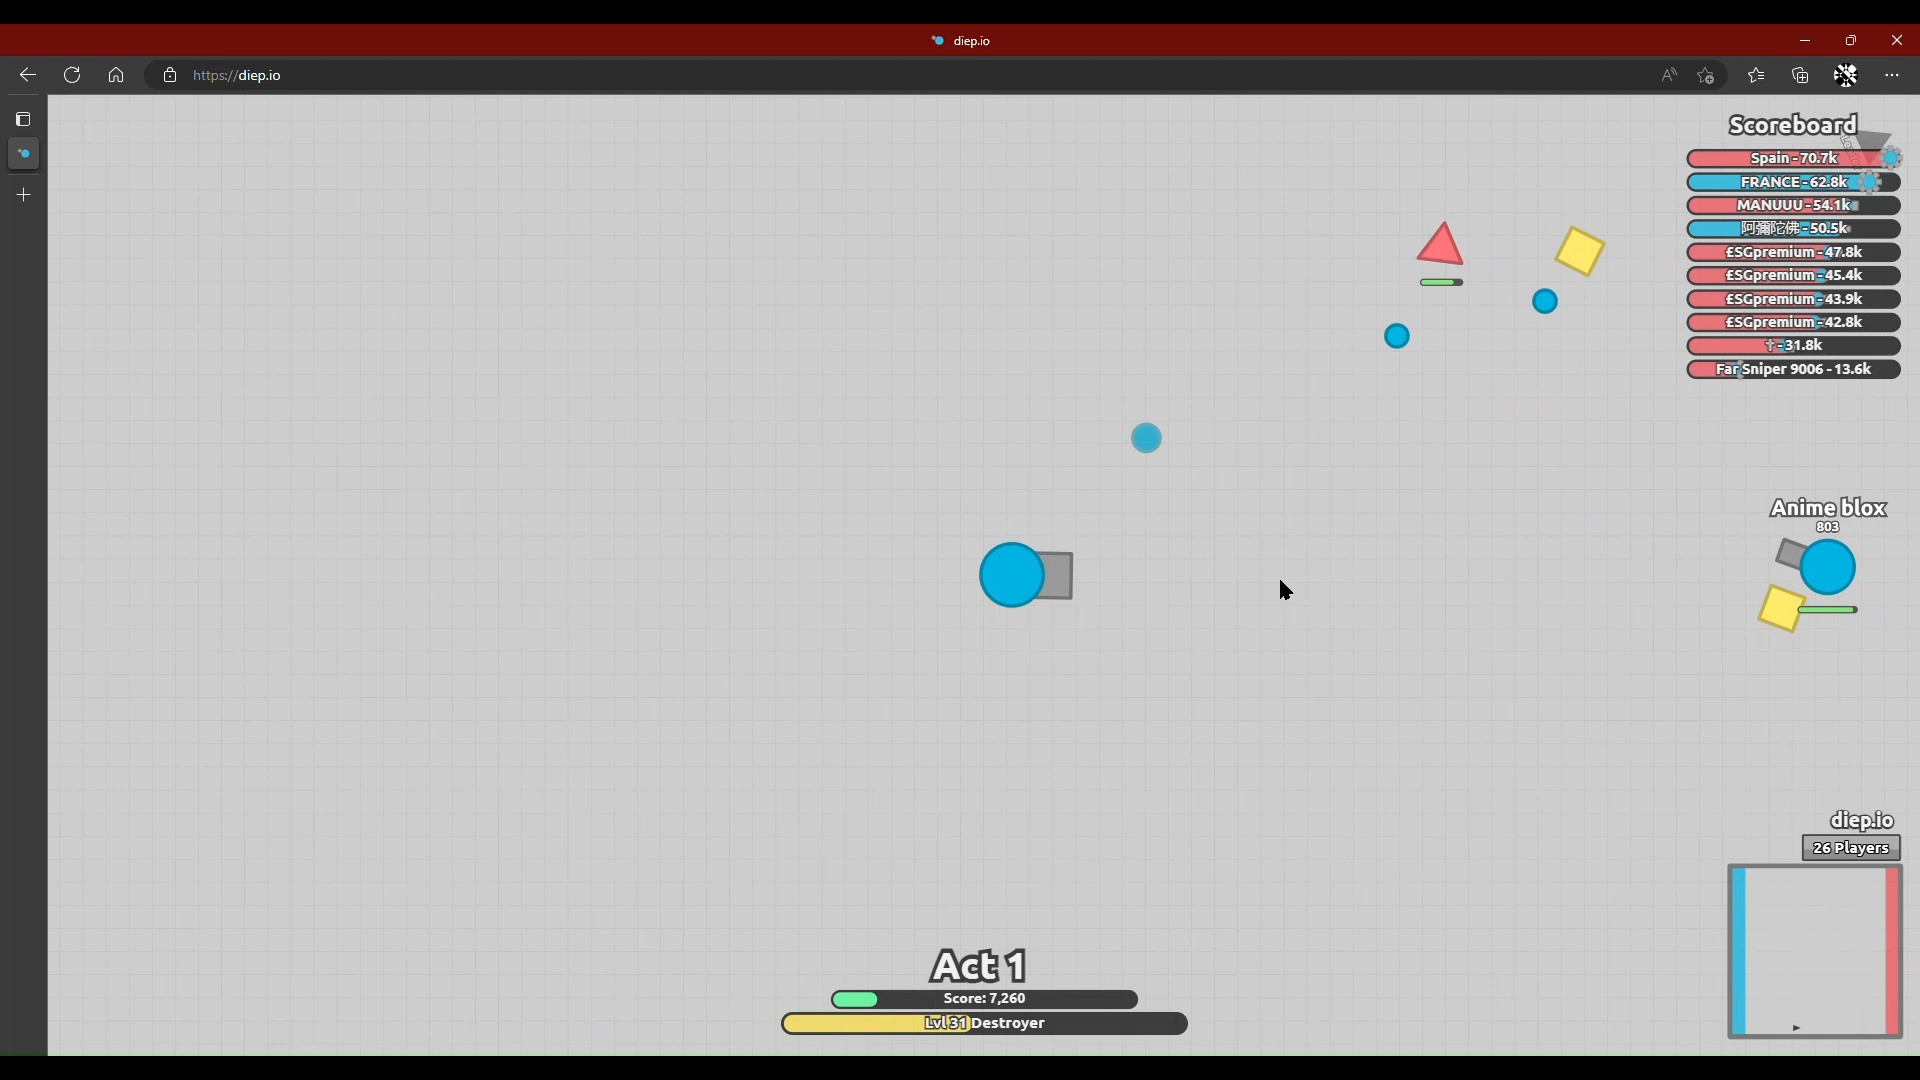 diep.io
https://diep.io
Scoreboard
Spain - 70.7k
FRANCE - 62.8k
MANUUU - 54.1k
阿彌陀佛 - 50.5k
£SGpremium - 47.8k
£SGpremium - 45.4k
£SGpremium - 43.9k
£SGpremium - 42.8k
† - 31.8k
Far Sniper 9006 - 13.6k
Anime blox
803
diep.io
26 Players
Act 1
Score: 7,260
Lvl 31 Destroyer